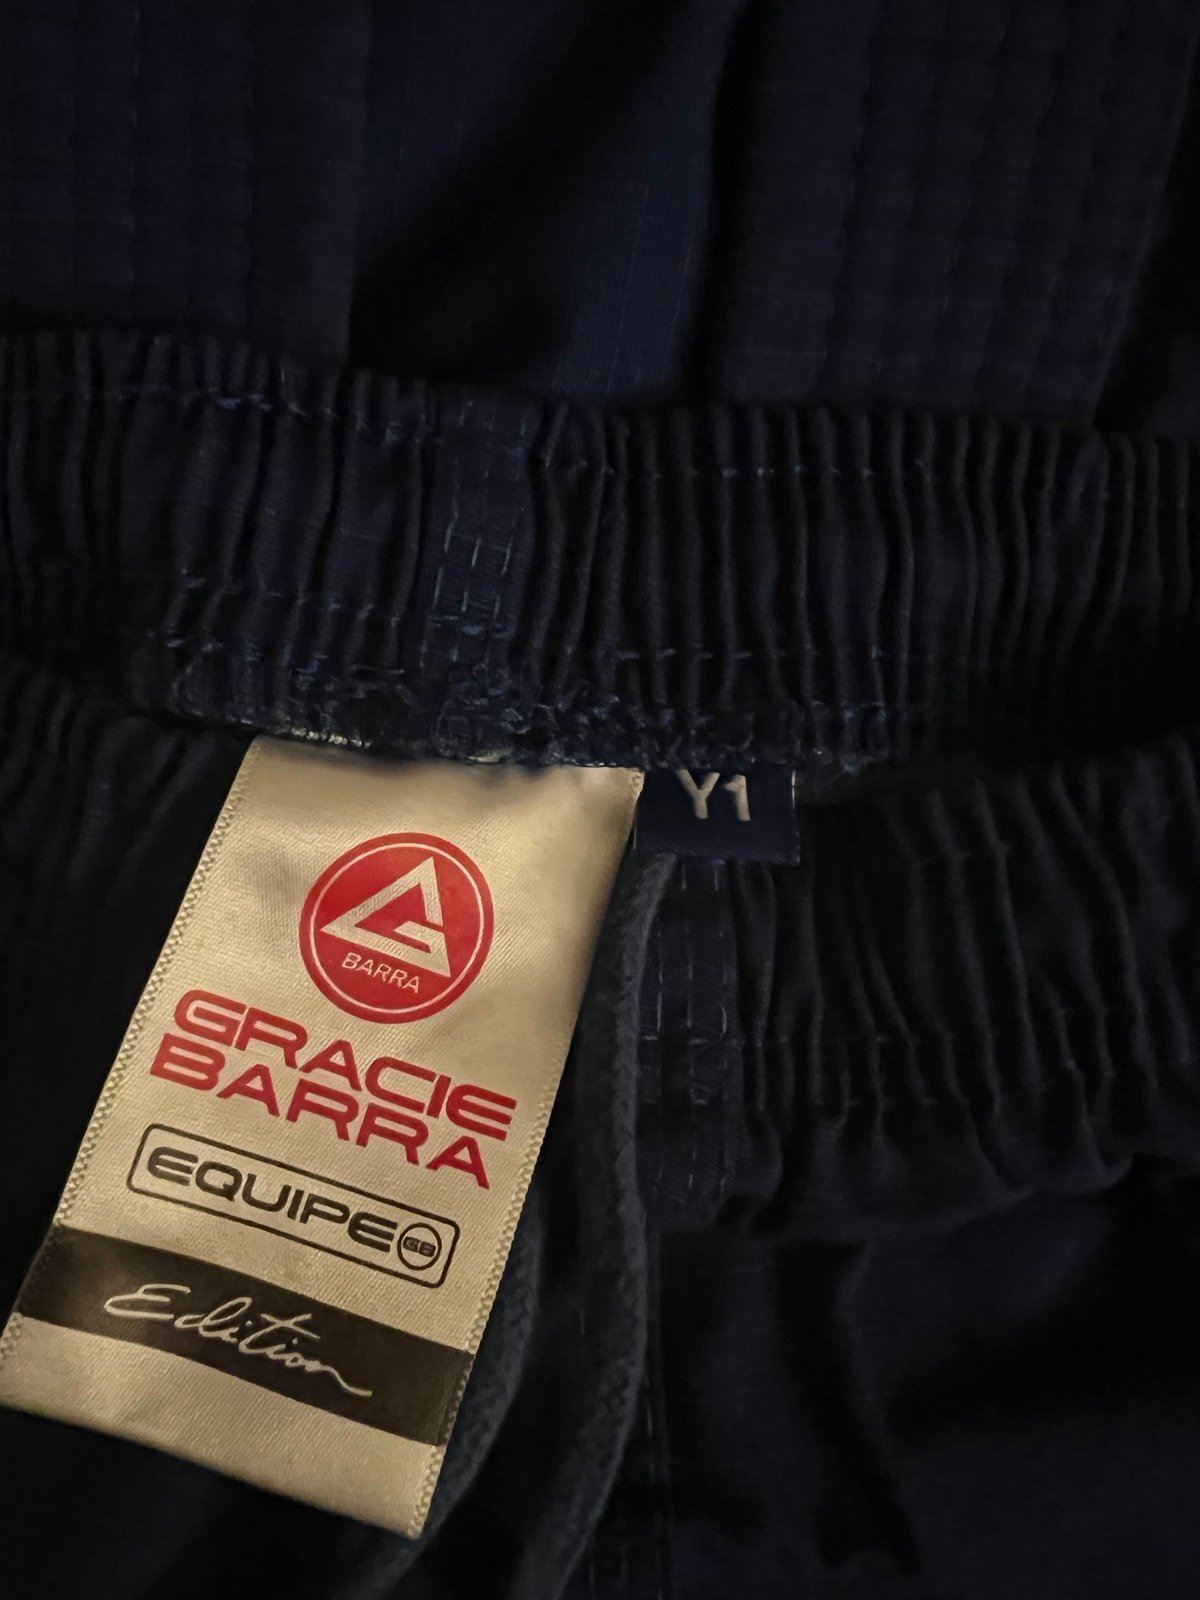 Y1
BARRA
GRACIE
BARRA
EQUIPE GB
Edition